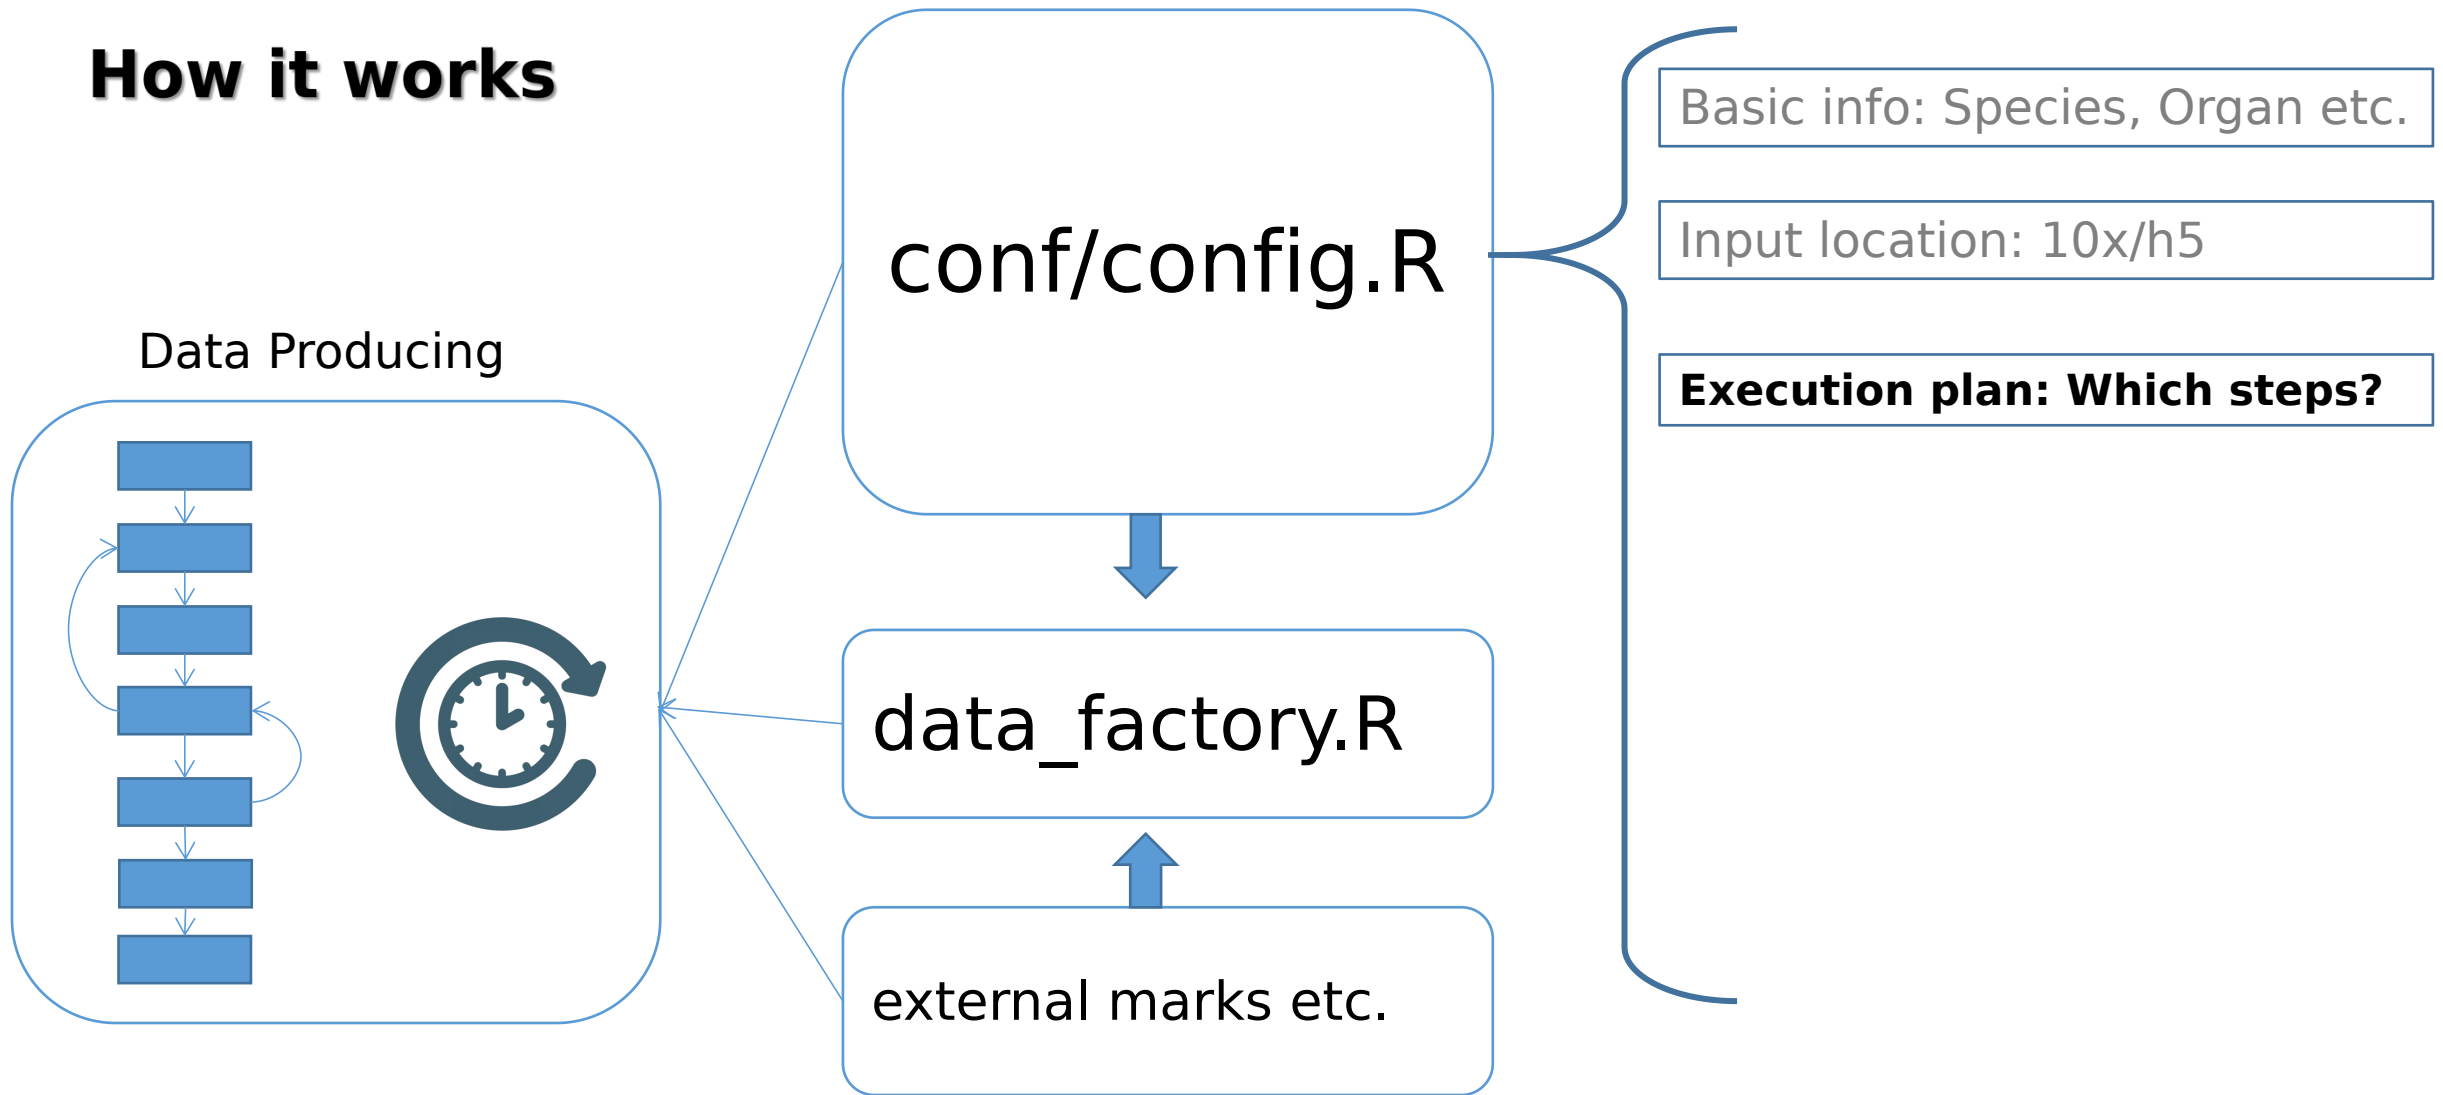 How it works
Data Producing
conf/config.R
data_factory.R
external marks etc.
Basic info: Species, Organ etc.
Input location: 10x/h5
Execution plan: Which steps?